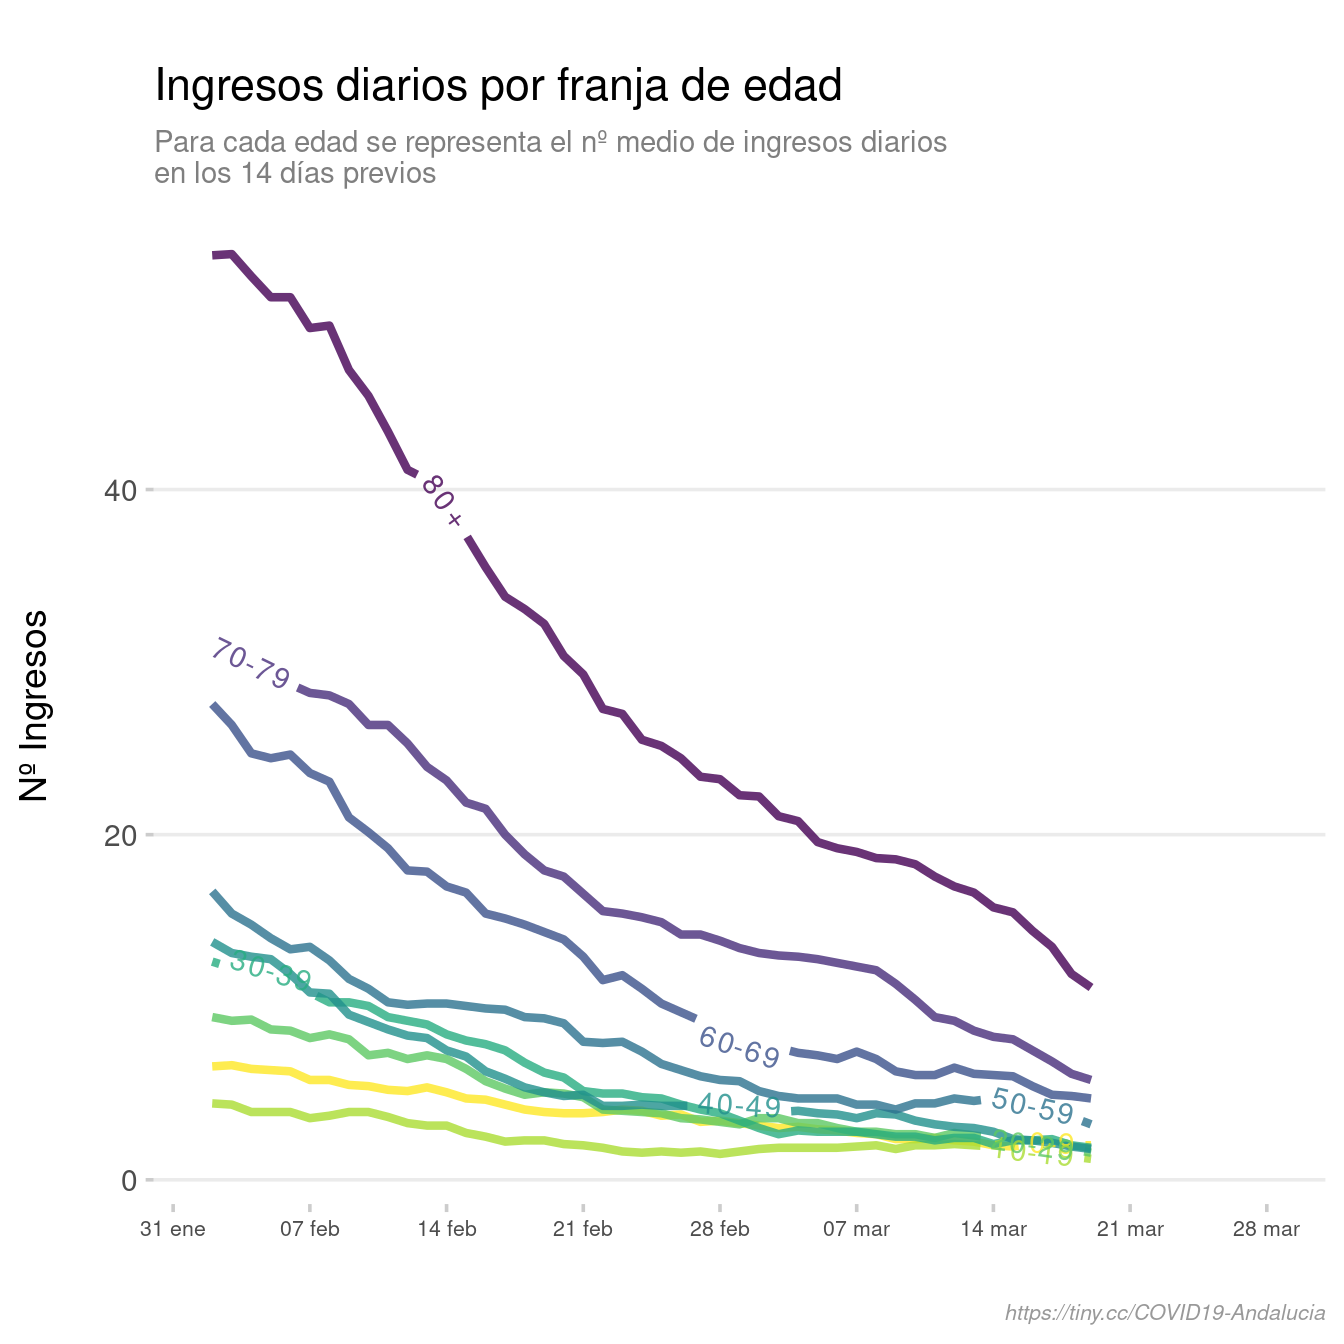 Ingresos diarios por franja de edad
Para cada edad se representa el nº medio de ingresos diarios
en los 14 días previos
Nº Ingresos
40
20
0
80+
70-79
60-69
50-59
40-49
30-39
10-19
31 ene
07 feb
14 feb
21 feb
28 feb
07 mar
14 mar
21 mar
28 mar
https://tiny.cc/COVID19-Andalucia